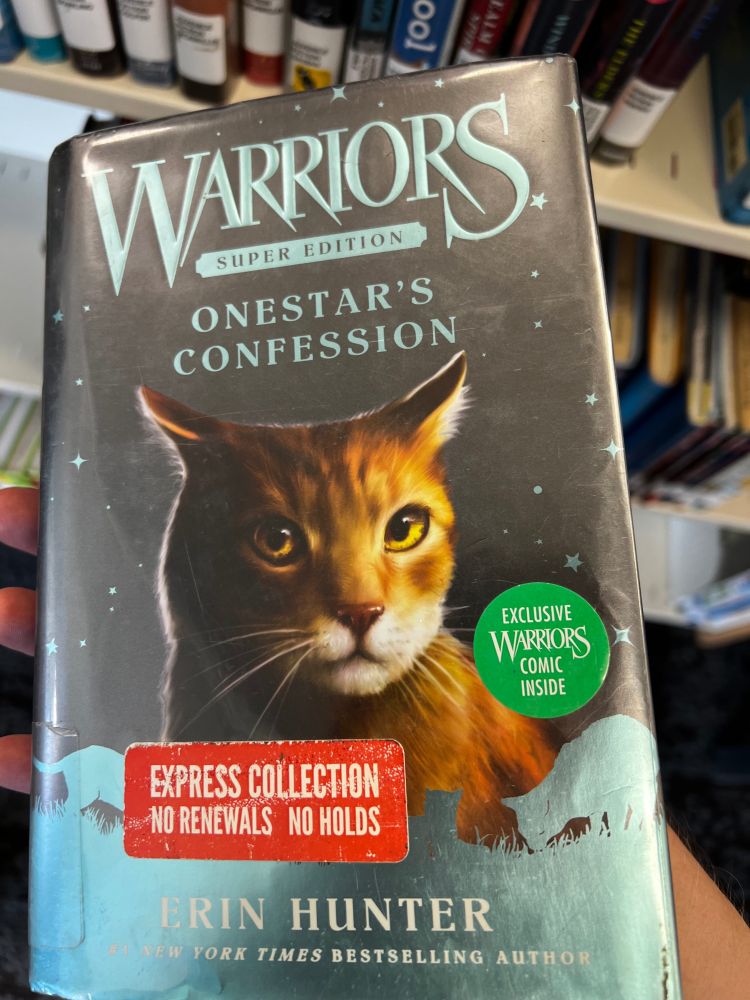 WARRIORS
SUPER EDITION
ONESTAR'S
CONFESSION
EXCLUSIVE
WARRIORS
COMIC
INSIDE
EXPRESS COLLECTION
NO RENEWALS NO HOLDS
ERIN HUNTER
#1 NEW YORK TIMES BESTSELLING AUTHOR